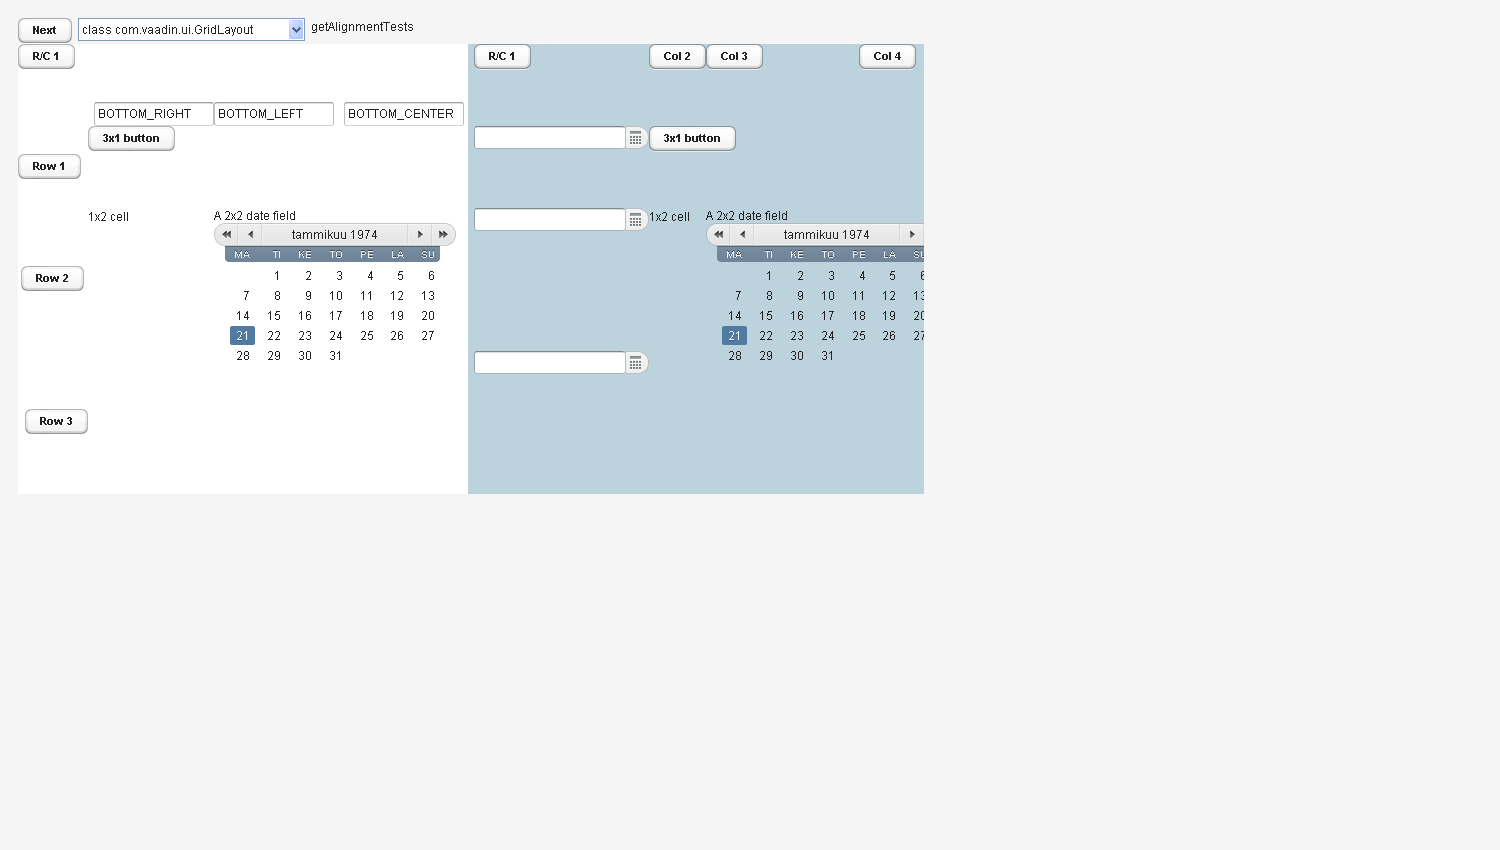 Next class com.vaadin.ui.GridLayout getAlignmentTests
R/C 1
BOTTOM_RIGHT BOTTOM_LEFT BOTTOM_CENTER
3x1 button
Row 1
1x2 cell A 2x2 date field
tammikuu 1974
MA TI KE TO PE LA SU
1 2 3 4 5 6
Row 2
7 8 9 10 11 12 13
14 15 16 17 18 19 20
21 22 23 24 25 26 27
28 29 30 31
Row 3
R/C 1 Col 2 Col 3 Col 4
3x1 button
1x2 cell A 2x2 date field
tammikuu 1974
MA TI KE TO PE LA
1 2 3 4 5
7 8 9 10 11 12
14 15 16 17 18 19
21 22 23 24 25 26
28 29 30 31